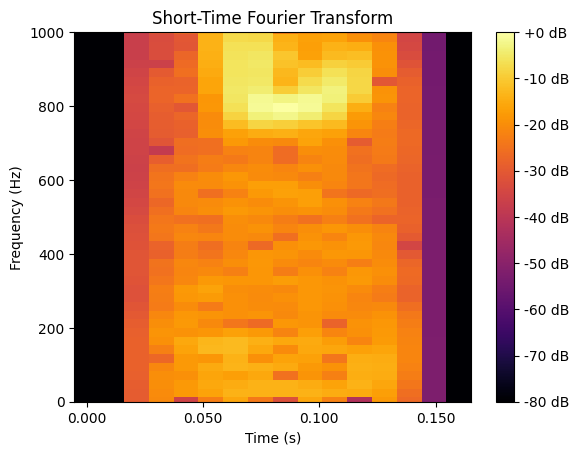 Short-Time Fourier Transform
1000
800
600
400
200
0
Frequency (Hz)
0.000
0.050
0.100
0.150
Time (s)
+0 dB
-10 dB
-20 dB
-30 dB
-40 dB
-50 dB
-60 dB
-70 dB
-80 dB